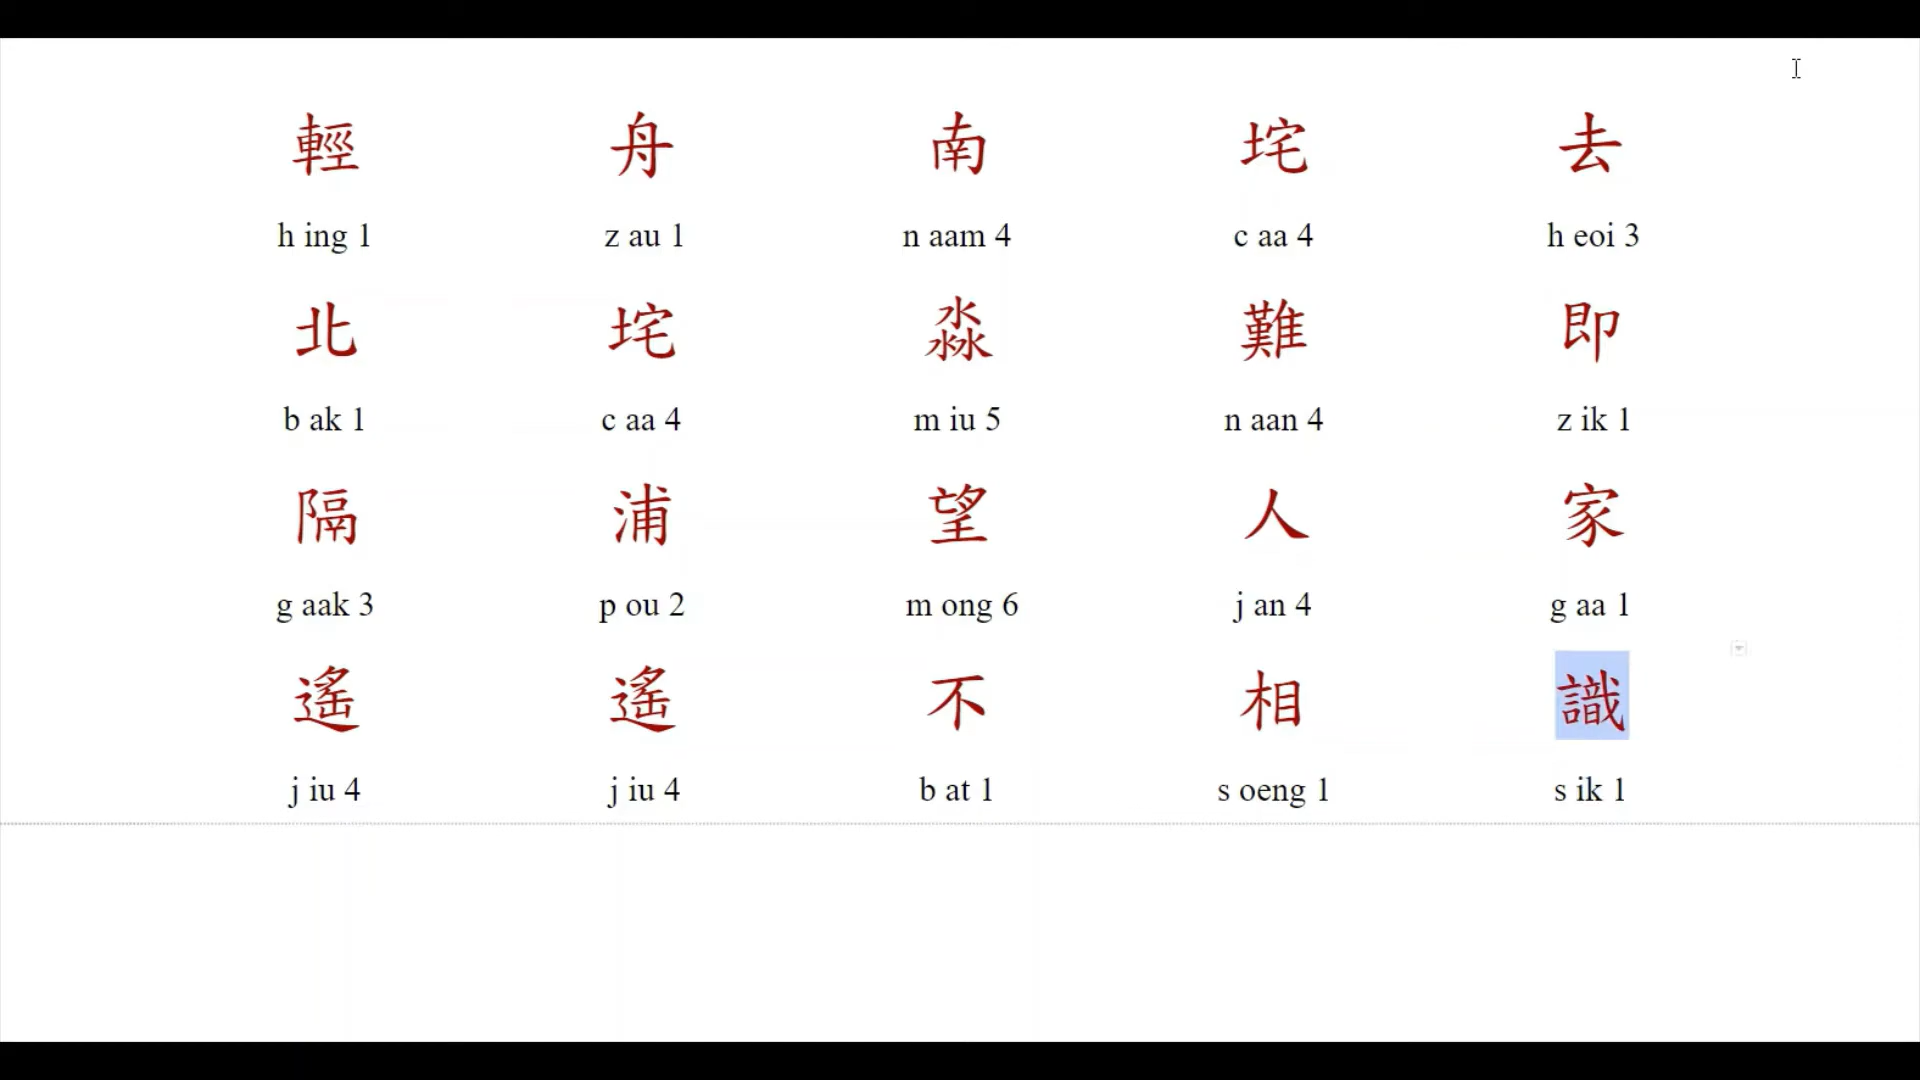 輕 舟 南 垞 去
h ing 1 z au 1 n aam 4 c aa 4 h eoi 3
北 垞 淼 難 即
b ak 1 c aa 4 m iu 5 n aan 4 z ik 1
隔 浦 望 人 家
g aak 3 p ou 2 m ong 6 j an 4 g aa 1
遙 遙 不 相 識
j iu 4 j iu 4 b at 1 s oeng 1 s ik 1